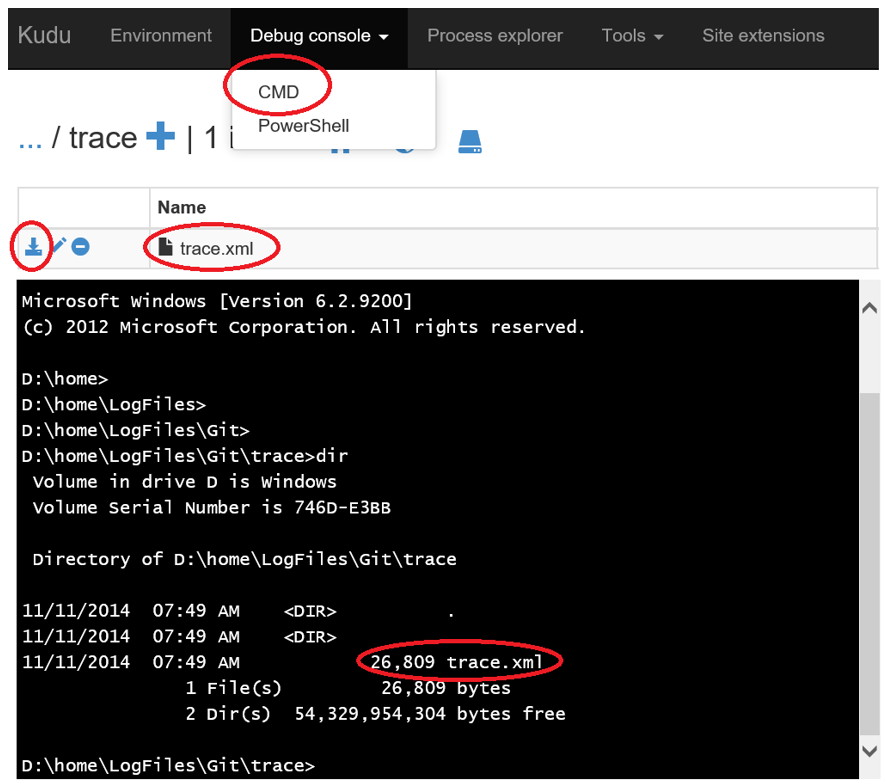 Kudu Environment Debug console Process explorer Tools Site extensions
CMD
PowerShell
... / trace | 1
Name
trace.xml
Microsoft Windows [Version 6.2.9200]
(c) 2012 Microsoft Corporation. All rights reserved.
D:\home>
D:\home\LogFiles>
D:\home\LogFiles\Git>
D:\home\LogFiles\Git\trace>dir
Volume in drive D is Windows
Volume Serial Number is 746D-E3BB
Directory of D:\home\LogFiles\Git\trace
11/11/2014 07:49 AM <DIR> .
11/11/2014 07:49 AM <DIR>
11/11/2014 07:49 AM 26,809 trace.xml
1 File(s) 26,809 bytes
2 Dir(s) 54,329,954,304 bytes free
D:\home\LogFiles\Git\trace>